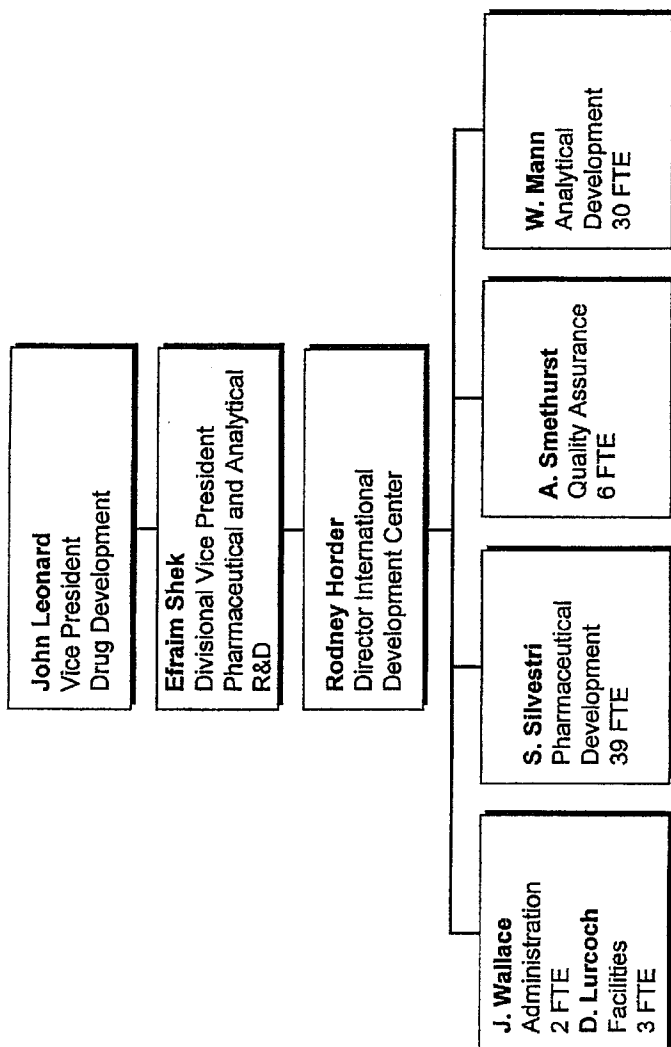 John Leonard
Vice President
Drug Development
Efraim Shek
Divisional Vice President
Pharmaceutical and Analytical
R&D
Rodney Horder
Director International
Development Center
J. Wallace
Administration
2 FTE
D. Lurcoch
Facilities
3 FTE
S. Silvestri
Pharmaceutical
Development
39 FTE
A. Smethurst
Quality Assurance
6 FTE
W. Mann
Analytical
Development
30 FTE